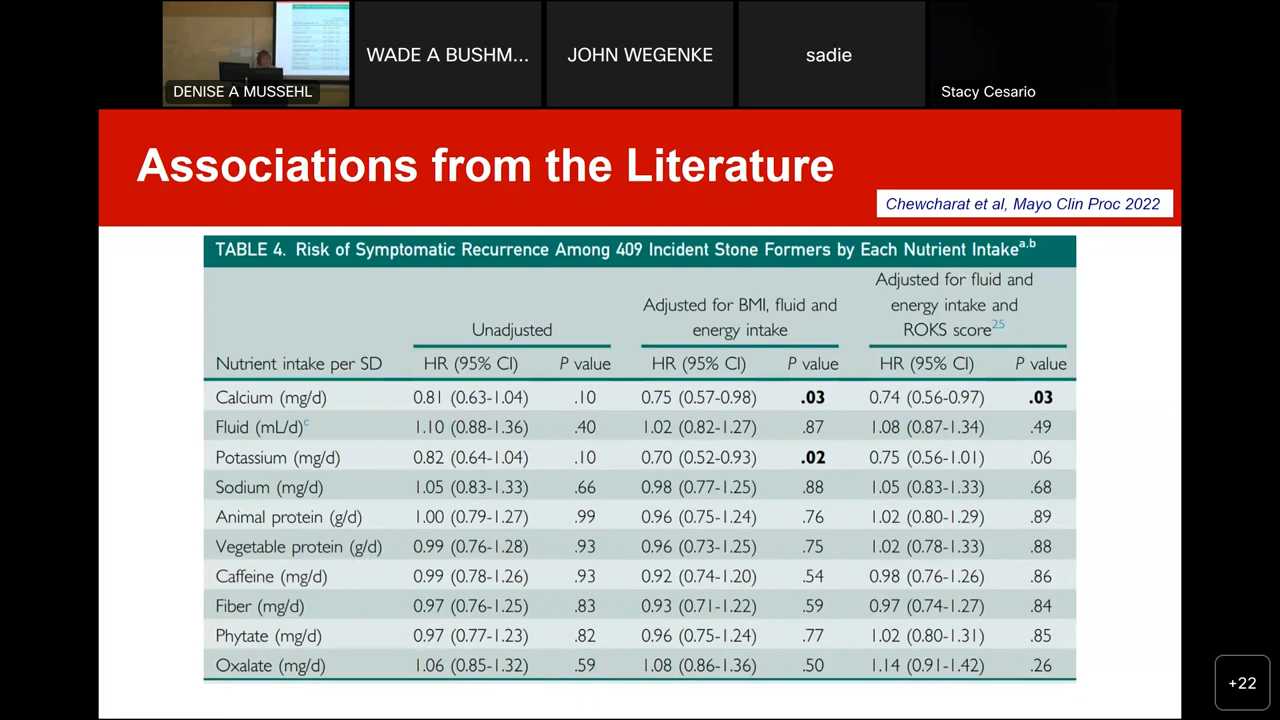 DENISE A MUSSEHL
WADE A BUSHM...
JOHN WEGENKE
sadie
Stacy Cesario
Associations from the Literature
Chewcharat et al, Mayo Clin Proc 2022
TABLE 4. Risk of Symptomatic Recurrence Among 409 Incident Stone Formers by Each Nutrient Intakea,b
Unadjusted
Adjusted for BMI, fluid and
energy intake
Adjusted for fluid and
energy intake and
ROKS score25
Nutrient intake per SD HR (95% CI) P value HR (95% CI) P value HR (95% CI) P value
Calcium (mg/d) 0.81 (0.63-1.04) .10 0.75 (0.57-0.98) .03 0.74 (0.56-0.97) .03
Fluid (mL/d)c 1.10 (0.88-1.36) .40 1.02 (0.82-1.27) .87 1.08 (0.87-1.34) .49
Potassium (mg/d) 0.82 (0.64-1.04) .10 0.70 (0.52-0.93) .02 0.75 (0.56-1.01) .06
Sodium (mg/d) 1.05 (0.83-1.33) .66 0.98 (0.77-1.25) .88 1.05 (0.83-1.33) .68
Animal protein (g/d) 1.00 (0.79-1.27) .99 0.96 (0.75-1.24) .76 1.02 (0.80-1.29) .89
Vegetable protein (g/d) 0.99 (0.76-1.28) .93 0.96 (0.73-1.25) .75 1.02 (0.78-1.33) .88
Caffeine (mg/d) 0.99 (0.78-1.26) .93 0.92 (0.74-1.20) .54 0.98 (0.76-1.26) .86
Fiber (mg/d) 0.97 (0.76-1.25) .83 0.93 (0.71-1.22) .59 0.97 (0.74-1.27) .84
Phytate (mg/d) 0.97 (0.77-1.23) .82 0.96 (0.75-1.24) .77 1.02 (0.80-1.31) .85
Oxalate (mg/d) 1.06 (0.85-1.32) .59 1.08 (0.86-1.36) .50 1.14 (0.91-1.42) .26
+22